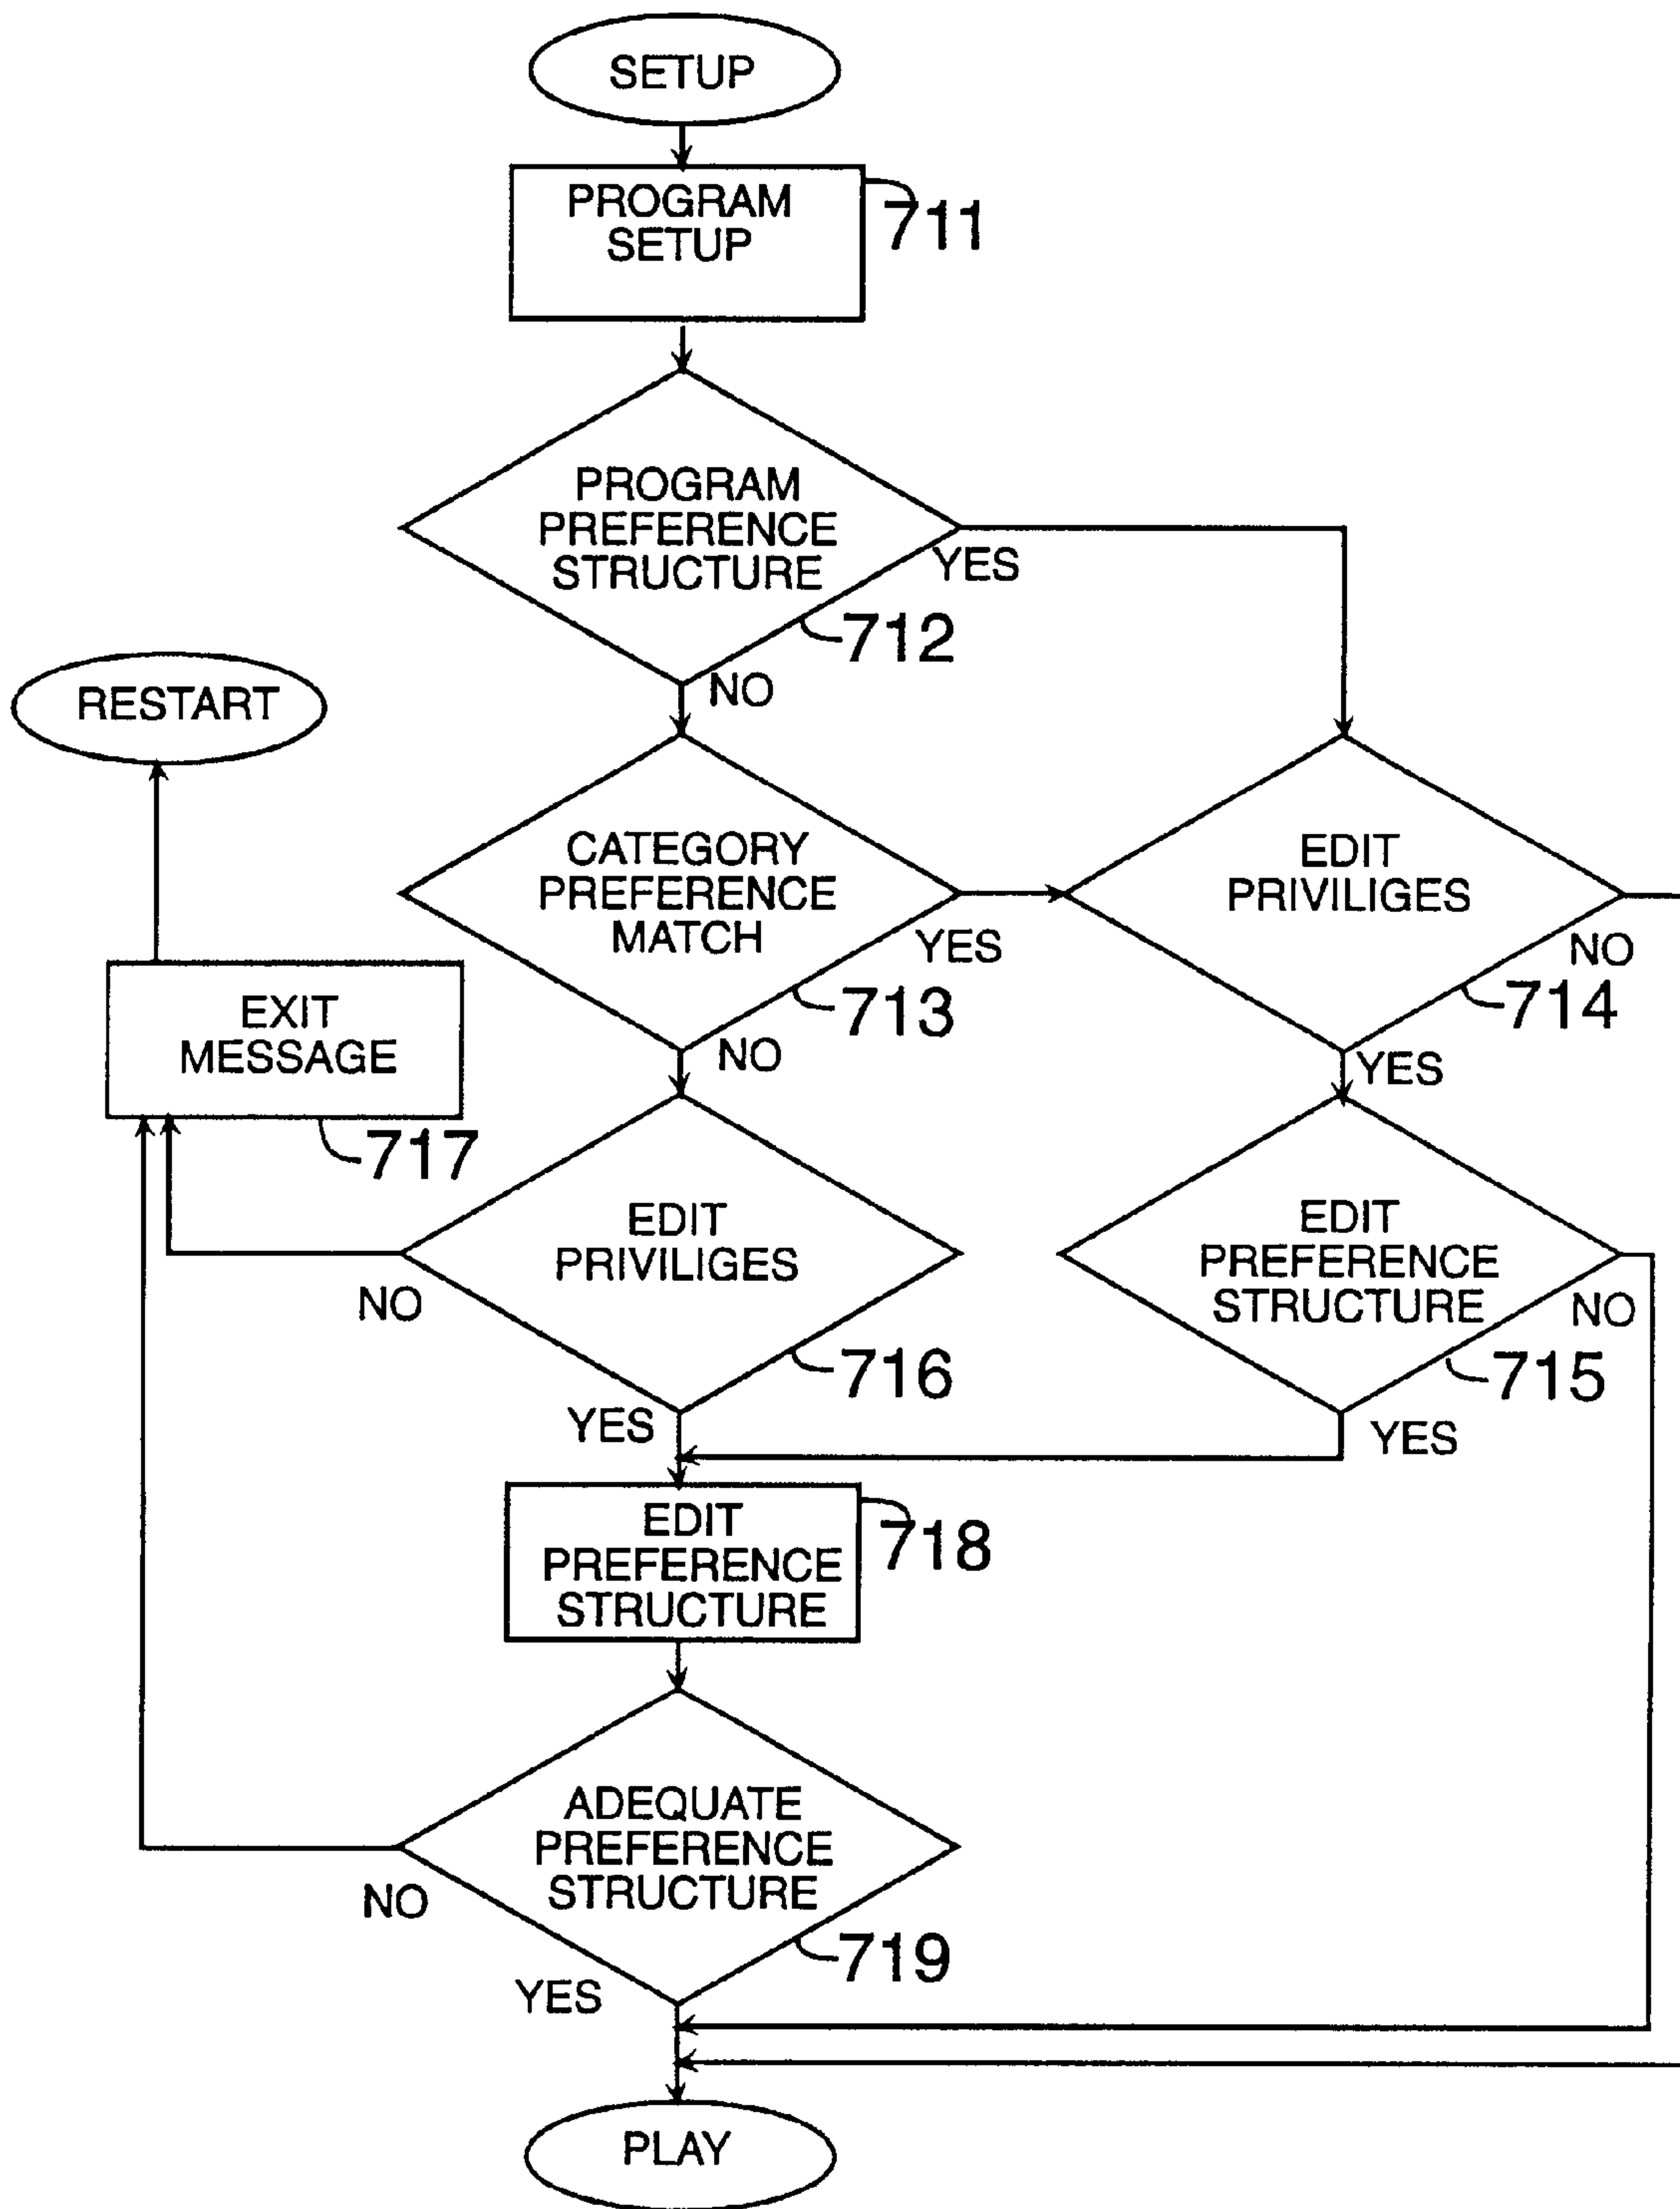 SETUP
PROGRAM
SETUP
711
PROGRAM
PREFERENCE
STRUCTURE
YES
712
NO
RESTART
CATEGORY
PREFERENCE
MATCH
YES
713
NO
EDIT
PRIVILIGES
NO
714
YES
EXIT
MESSAGE
717
EDIT
PRIVILIGES
NO
716
YES
EDIT
PREFERENCE
STRUCTURE
NO
715
YES
EDIT
PREFERENCE
STRUCTURE
718
ADEQUATE
PREFERENCE
STRUCTURE
NO
719
YES
PLAY